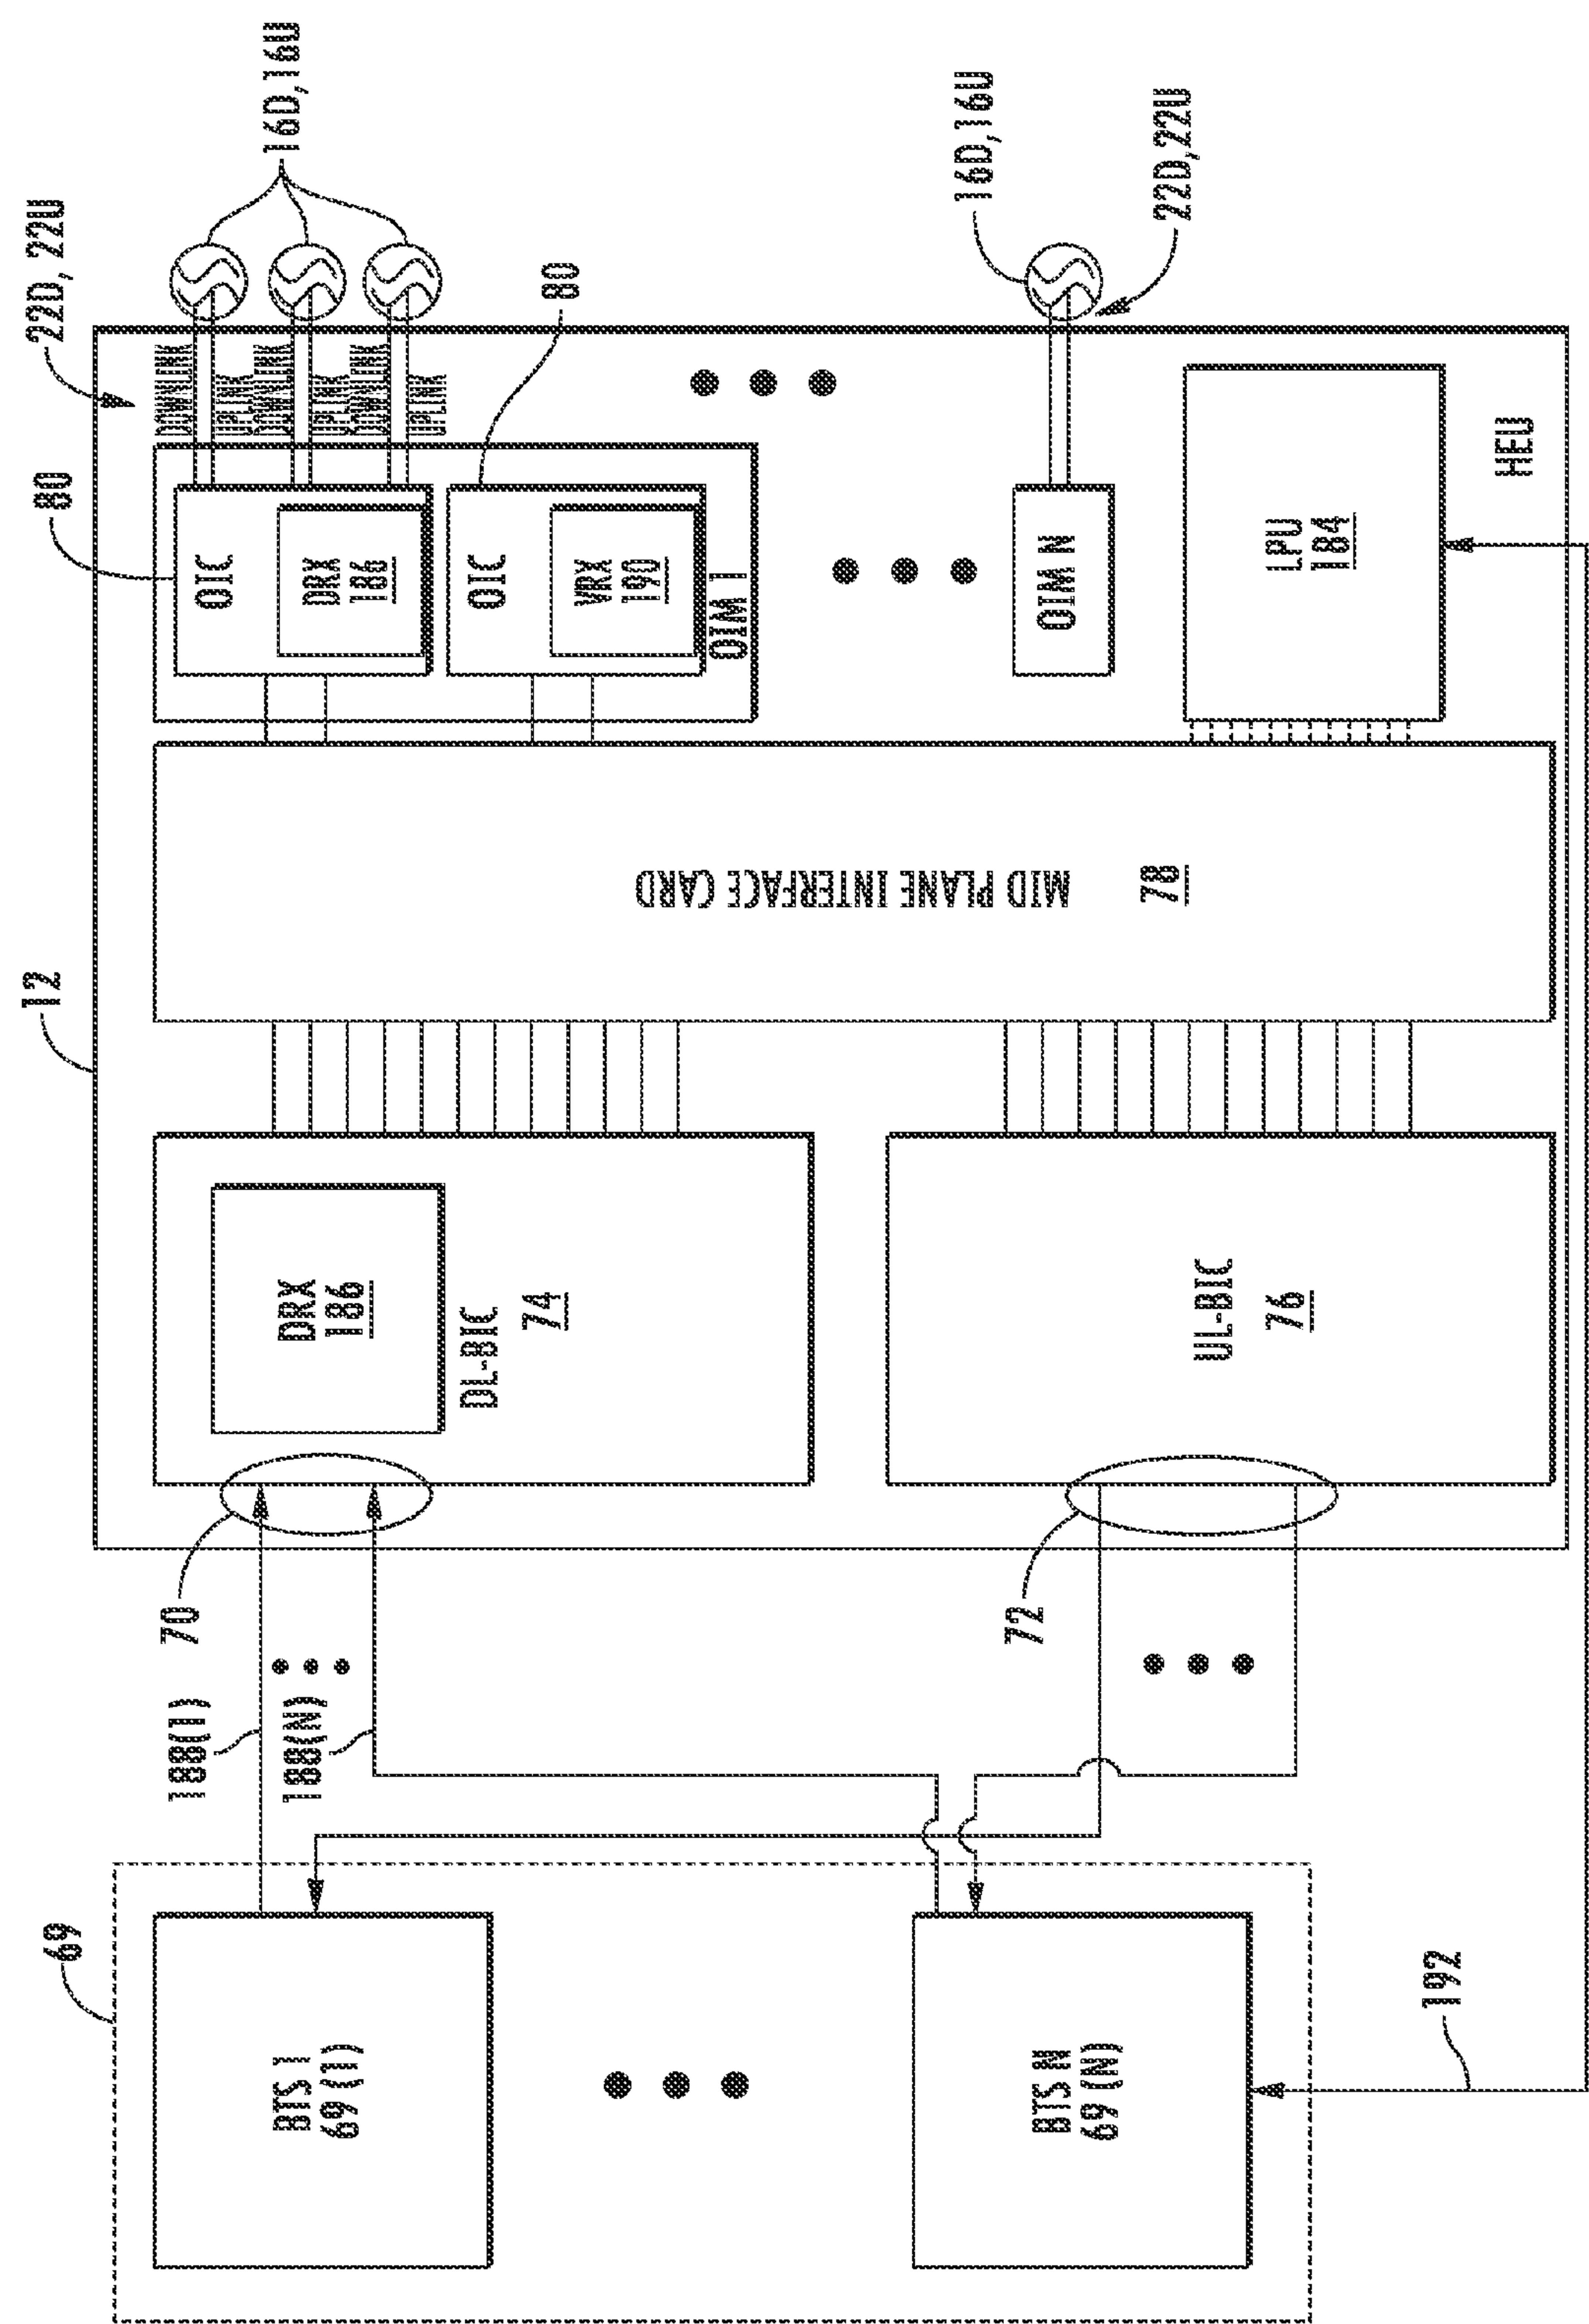 69
BTS 1
69(1)
BTS N
69(N)
192
188(1)
188(N)
70
72
12
DRX
186
DL-BIC
74
UL-BIC
76
MID PLANE INTERFACE CARD
78
22D, 22U
80
OIC
DRX
186
80
OIC
VRX
190
OIM 1
DOWNLINK
UPLINK
DOWNLINK
UPLINK
DOWNLINK
UPLINK
16D,16U
OIM N
16D,16U
22D,22U
LPU
184
HEU